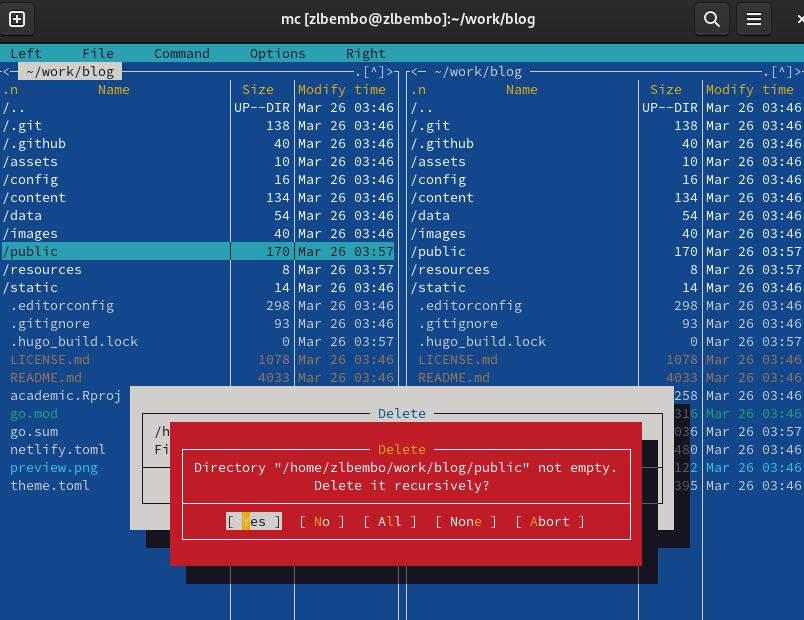 mc [zlbembo@zlbembo]:~/work/blog
Left File Command Options Right
<─ ~/work/blog .[^]>
<─ ~/work/blog .[^]>
.n Name Size Modify time .n Name Size Modify time
/.. UP--DIR Mar 26 03:46 /.. UP--DIR Mar 26 03:46
/.git 138 Mar 26 03:46 /.git 138 Mar 26 03:46
/.github 40 Mar 26 03:46 /.github 40 Mar 26 03:46
/assets 10 Mar 26 03:46 /assets 10 Mar 26 03:46
/config 16 Mar 26 03:46 /config 16 Mar 26 03:46
/content 134 Mar 26 03:46 /content 134 Mar 26 03:46
/data 54 Mar 26 03:46 /data 54 Mar 26 03:46
/images 40 Mar 26 03:46 /images 40 Mar 26 03:46
/public 170 Mar 26 03:57 /public 170 Mar 26 03:57
/resources 8 Mar 26 03:57 /resources 8 Mar 26 03:57
/static 14 Mar 26 03:46 /static 14 Mar 26 03:46
.editorconfig 298 Mar 26 03:46 .editorconfig 298 Mar 26 03:46
.gitignore 93 Mar 26 03:46 .gitignore 93 Mar 26 03:46
.hugo_build.lock 0 Mar 26 03:57 .hugo_build.lock 0 Mar 26 03:57
LICENSE.md 1078 Mar 26 03:46 LICENSE.md 1078 Mar 26 03:46
README.md 4033 Mar 26 03:46 README.md 4033 Mar 26 03:46
academic.Rproj 258 Mar 26 03:46
go.mod Delete 316 Mar 26 03:46
go.sum /h 036 Mar 26 03:57
netlify.toml Fi Delete 480 Mar 26 03:46
preview.png Directory "/home/zlbembo/work/blog/public" not empty. 122 Mar 26 03:46
theme.toml Delete it recursively? 395 Mar 26 03:46
[ Yes ] [ No ] [ All ] [ None ] [ Abort ]